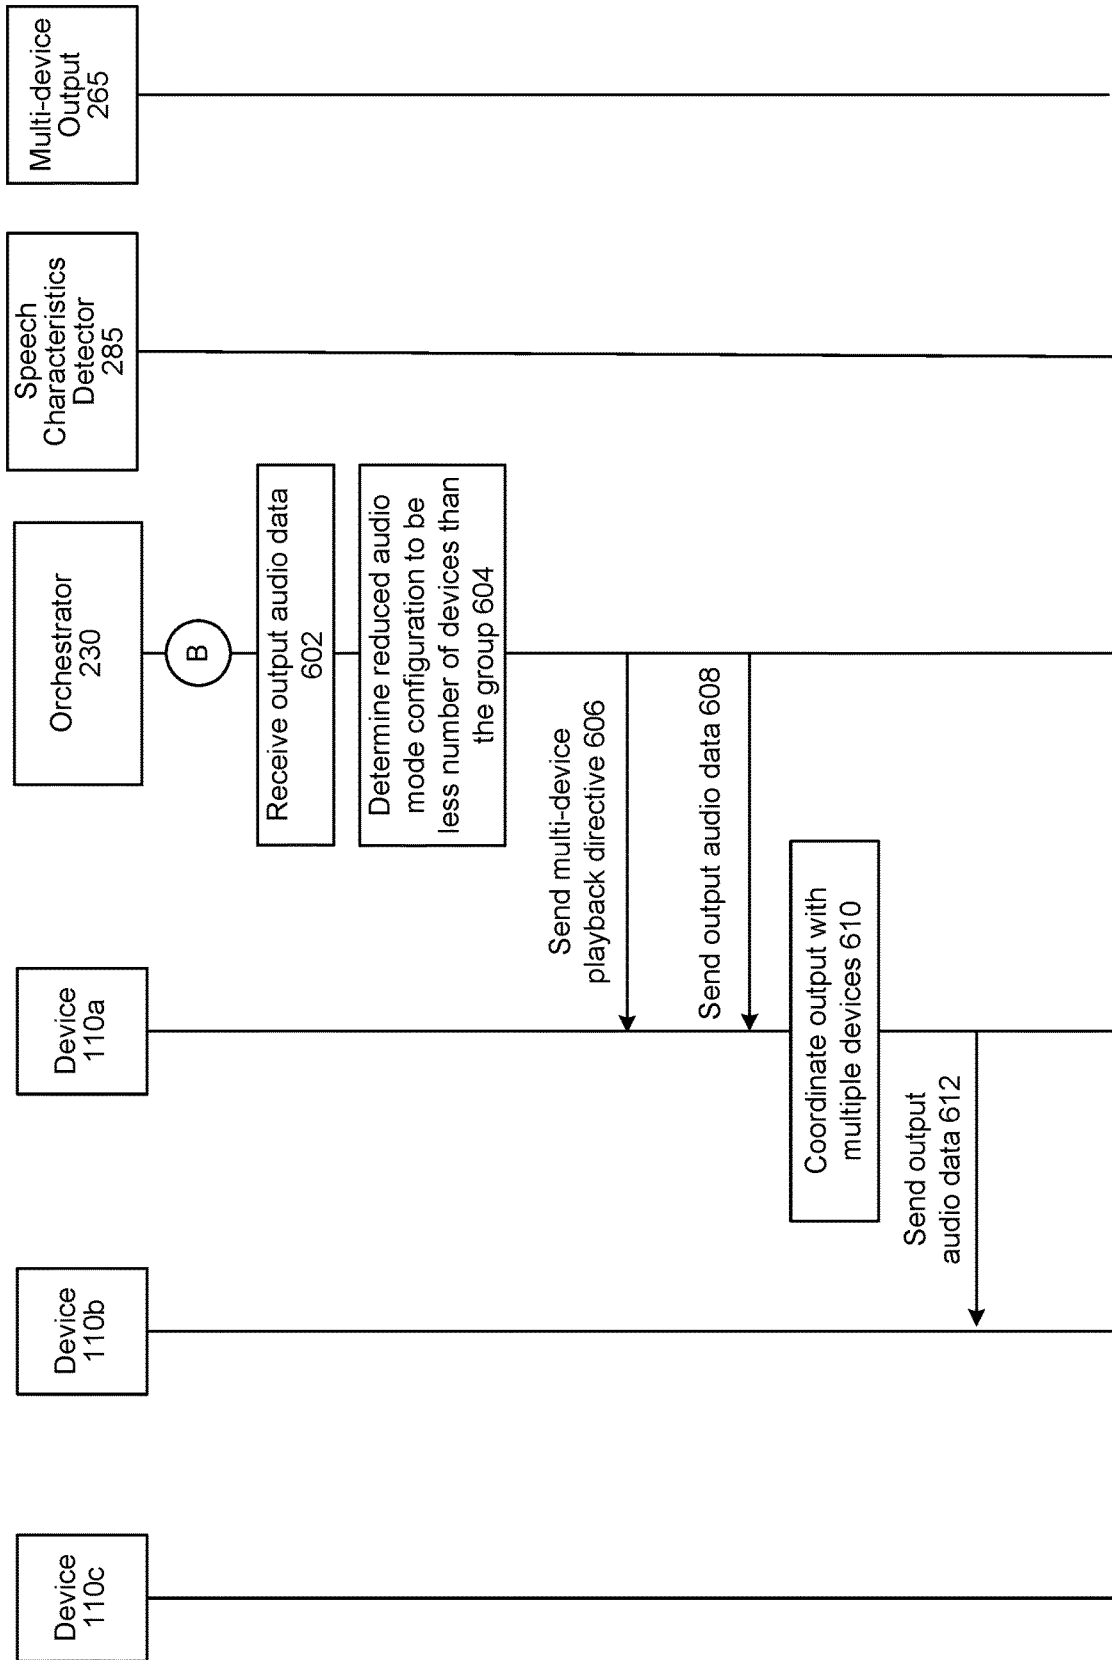 Device
110c
Device
110b
Device
110a
Orchestrator
230
Speech
Characteristics
Detector
285
Multi-device
Output
265
B
Receive output audio data
602
Determine reduced audio
mode configuration to be
less number of devices than
the group 604
Send multi-device
playback directive 606
Send output audio data 608
Coordinate output with
multiple devices 610
Send output
audio data 612